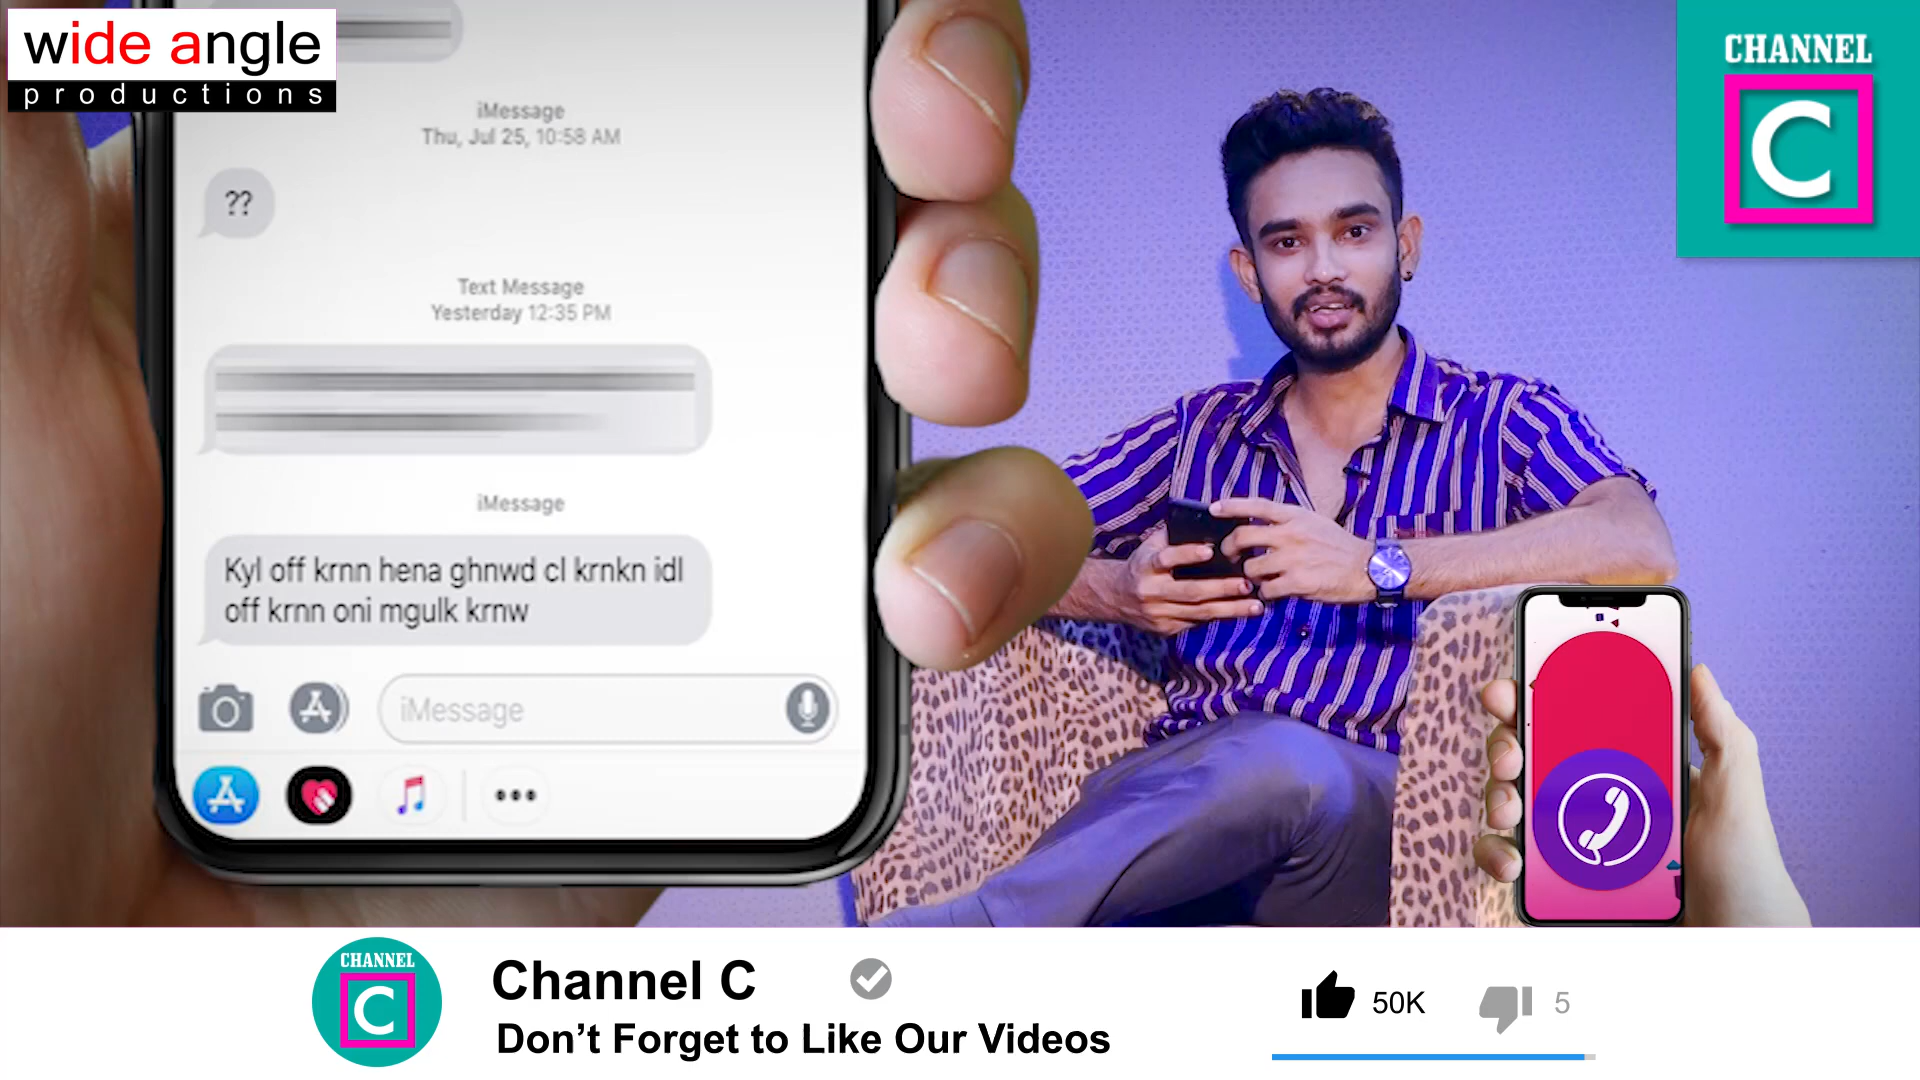 wide angle
productions
iMessage
Thu, Jul 25, 10:58 AM
??
Text Message
Yesterday 12:35 PM
iMessage
Kyl off krnn hena ghnwd cl krnkn idl
off krnn oni mgulk krnw
iMessage
CHANNEL
C
CHANNEL
C
Channel C
Don’t Forget to Like Our Videos
50K
5